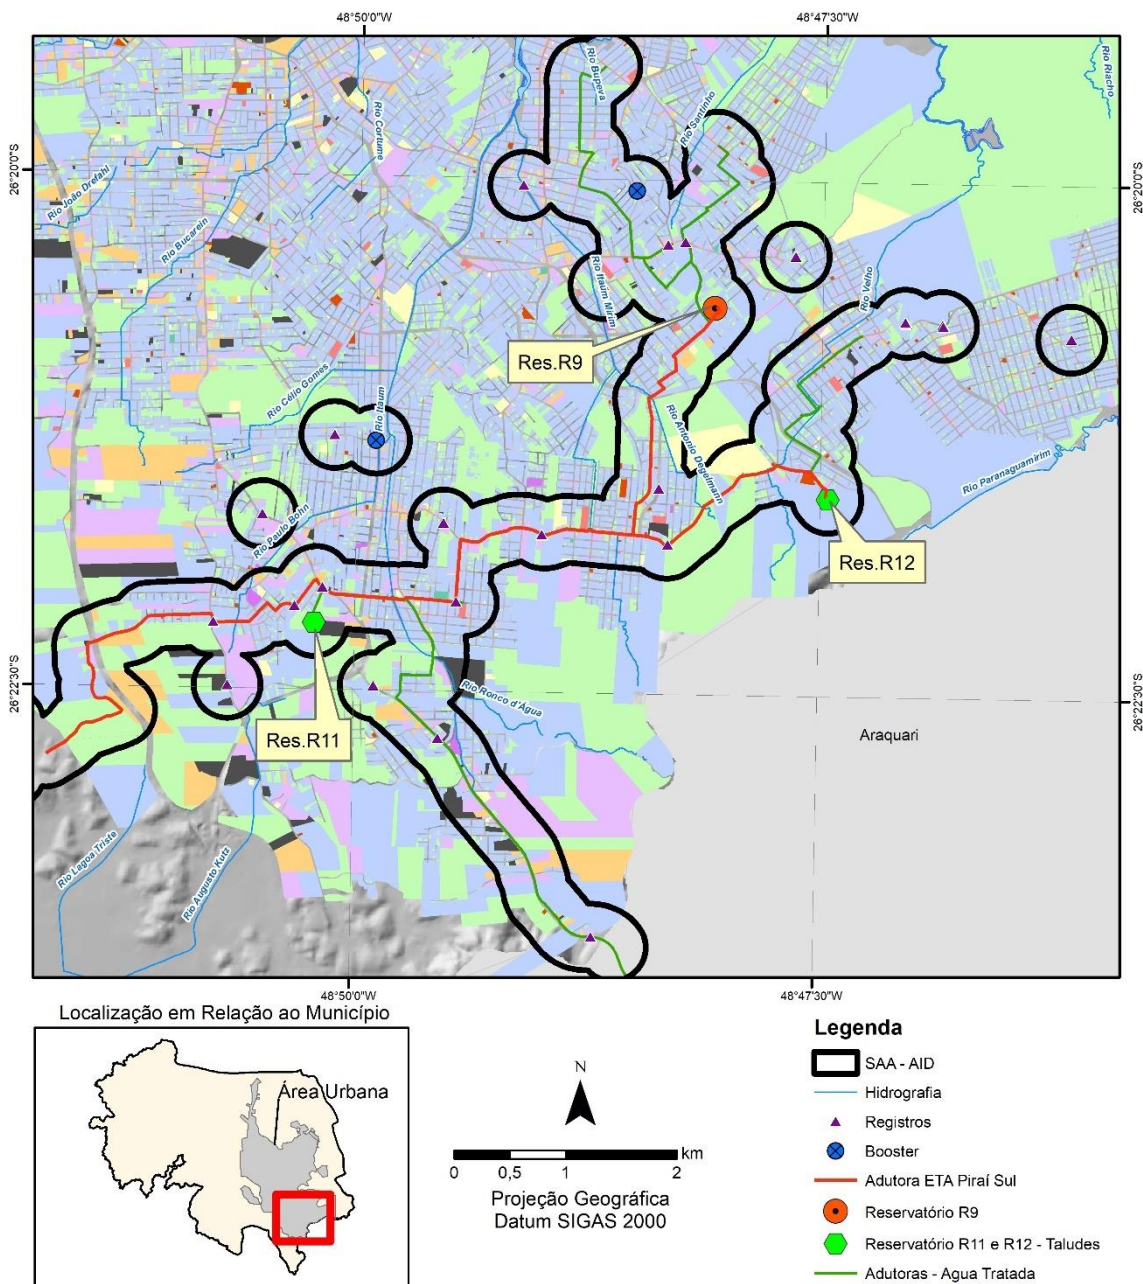 48°50'0"W
48°47'30"W
26°20'0"S
26°20'0"S
Rio Bupeva
Rio Santinho
Rio Riacho
Rio Cortume
Rio João Drefahl
Rio Bucarein
Rio Itaúm Mirim
Rio Velho
Res.R9
Rio Célio Gomes
Rio Itaum
Rio Antonio Degelmann
Rio Paranaguamirim
Rio Paulo Bohn
Res.R12
26°22'30"S
26°22'30"S
Rio Ronco d'Água
Res.R11
Araquari
Rio Lagoa Triste
Rio Augusto Kutz
48°50'0"W
48°47'30"W
Localização em Relação ao Município
Área Urbana
N
km
0 0,5 1 2
Projeção Geográfica
Datum SIGAS 2000
Legenda
SAA - AID
Hidrografia
Registros
Booster
Adutora ETA Piraí Sul
Reservatório R9
Reservatório R11 e R12 - Taludes
Adutoras - Agua Tratada